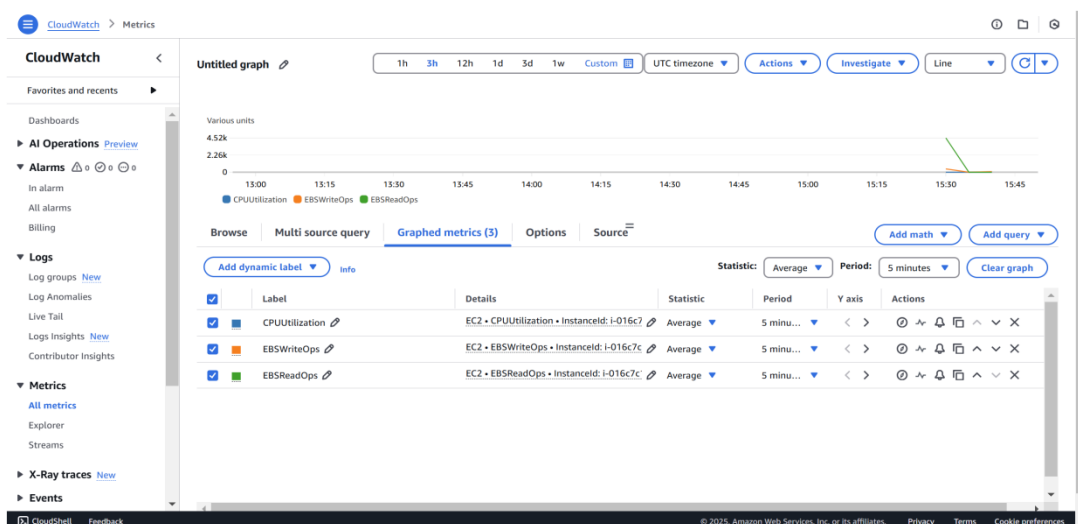 CloudWatch > Metrics
CloudWatch
Favorites and recents
Dashboards
AI Operations Preview
Alarms 0 0 0
In alarm
All alarms
Billing
Logs
Log groups New
Log Anomalies
Live Tail
Logs Insights New
Contributor Insights
Metrics
All metrics
Explorer
Streams
X-Ray traces New
Events
Untitled graph
1h 3h 12h 1d 3d 1w Custom UTC timezone Actions Investigate Line
Various units
4.52k
2.26k
0
13:00 13:15 13:30 13:45 14:00 14:15 14:30 14:45 15:00 15:15 15:30 15:45
CPUUtilization EBSWriteOps EBSReadOps
Browse Multi source query Graphed metrics (3) Options Source Add math Add query
Add dynamic label Info Statistic: Average Period: 5 minutes Clear graph
Label Details Statistic Period Y axis Actions
CPUUtilization EC2 • CPUUtilization • InstanceId: i-016c7 Average 5 minu...
EBSWriteOps EC2 • EBSWriteOps • InstanceId: i-016c7c Average 5 minu...
EBSReadOps EC2 • EBSReadOps • InstanceId: i-016c7c Average 5 minu...
CloudShell Feedback © 2025, Amazon Web Services, Inc. or its affiliates. Privacy Terms Cookie preferences